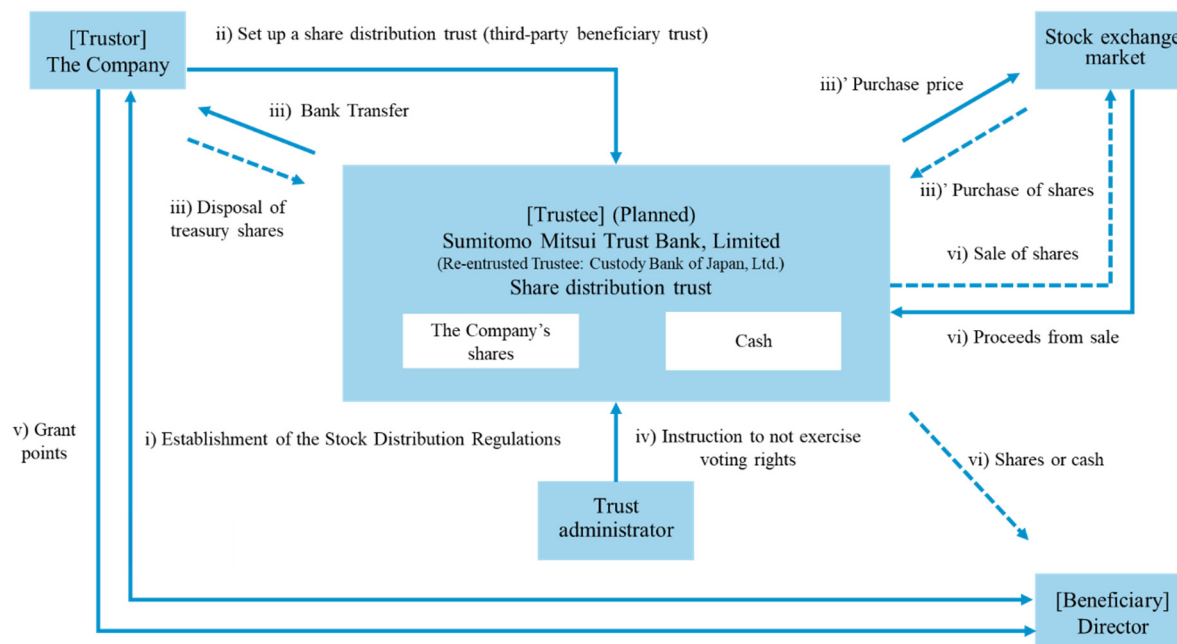 [Trustor]
The Company
ii) Set up a share distribution trust (third-party beneficiary trust)
Stock exchange
market
iii) Bank Transfer
iii)’ Purchase price
iii) Disposal of
treasury shares
iii)’ Purchase of shares
[Trustee] (Planned)
Sumitomo Mitsui Trust Bank, Limited
(Re-entrusted Trustee: Custody Bank of Japan, Ltd.)
Share distribution trust
vi) Sale of shares
The Company’s
shares
Cash
vi) Proceeds from sale
v) Grant
points
i) Establishment of the Stock Distribution Regulations
iv) Instruction to not exercise
voting rights
vi) Shares or cash
Trust
administrator
[Beneficiary]
Director